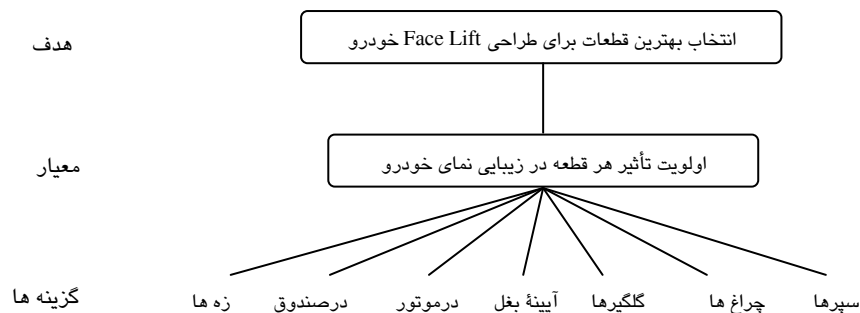 هدف
انتخاب بهترین قطعات برای طراحی Face Lift خودرو
معیار
اولویت تأثیر هر قطعه در زیبایی نمای خودرو
گزینه ها
سپرها چراغ ها گلگیرها آیینۀ بغل درموتور درصندوق زه ها